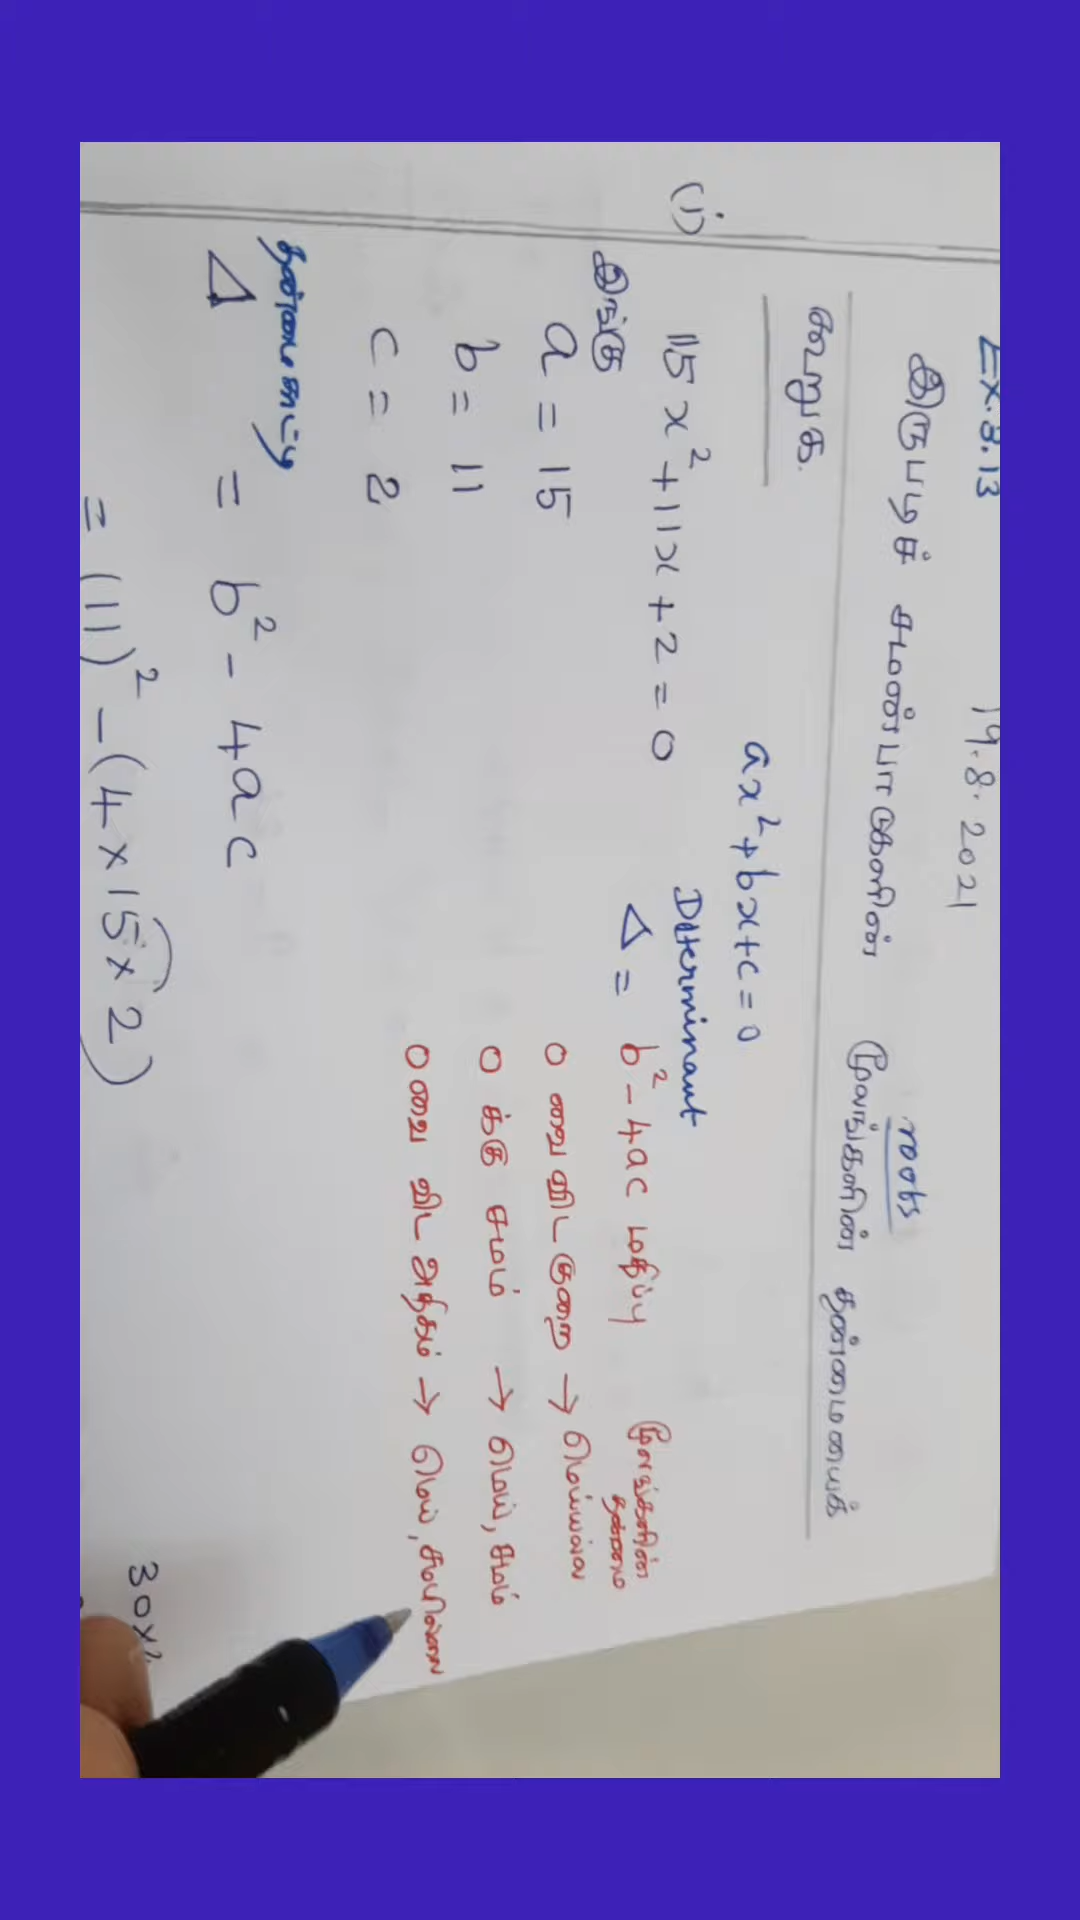 Ex. 3.13 19.8.2021
roots
இருபடிச் சமன்பாடுகளின் மூலங்களின் தன்மையைக்
கூறுக.
ax² + bx + c = 0
(i) 15x² + 11x + 2 = 0 Determinant
இங்கு Δ = b² - 4ac மதிப்பு மூலங்களின் தன்மை
a = 15 0 வை விட குறை → மெய்யல்ல
b = 11 0 க்கு சமம் → மெய், சமம்
c = 2 0 வை விட அதிகம் → மெய், சமமில்லை
தன்மைகாட்டி
Δ = b² - 4ac
= (11)² - (4 × 15 × 2)
30×2